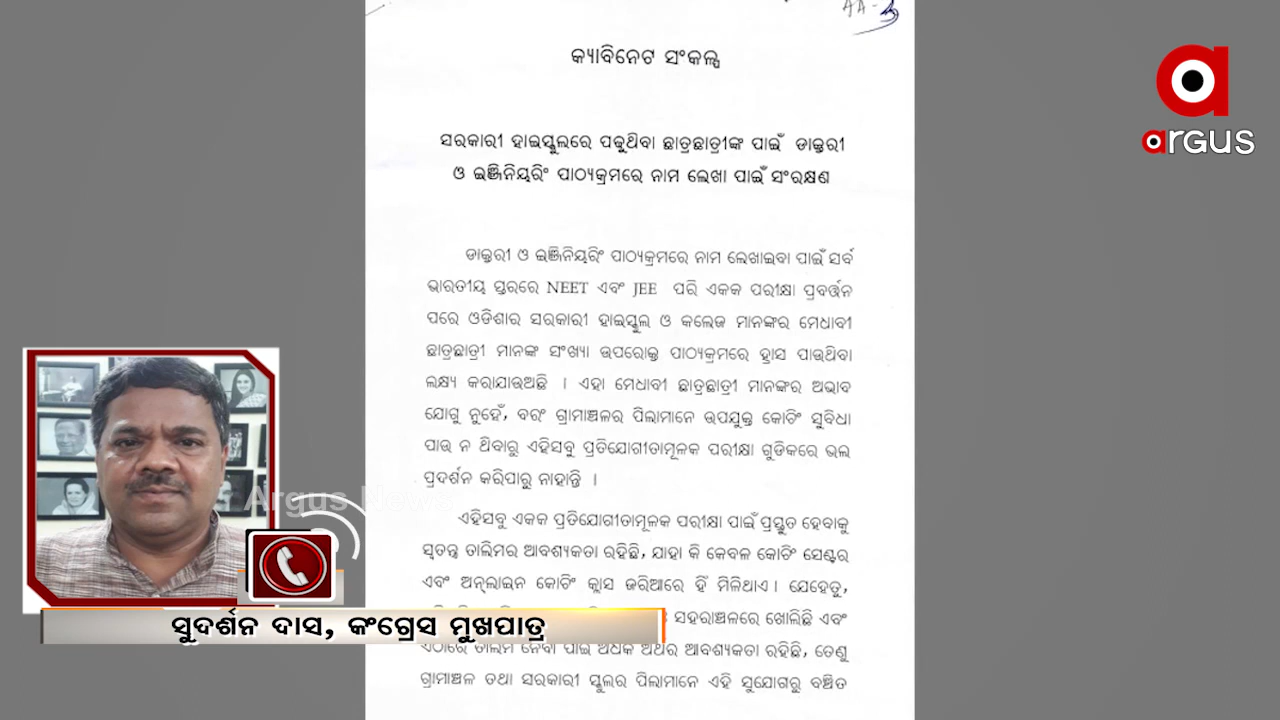 କ୍ୟାବିନେଟ ସଂକଳ୍ପ
ସରକାରୀ ହାଇସ୍କୁଲରେ ପଢୁଥିବା ଛାତ୍ରଛାତ୍ରୀଙ୍କ ପାଇଁ ଡାକ୍ତରୀ
ଓ ଇଞ୍ଜିନିୟରିଂ ପାଠ୍ୟକ୍ରମରେ ନାମ ଲେଖା ପାଇଁ ସଂରକ୍ଷଣ
ଡାକ୍ତରୀ ଓ ଇଞ୍ଜିନିୟରିଂ ପାଠ୍ୟକ୍ରମରେ ନାମ ଲେଖାଇବା ପାଇଁ ସର୍ବ
ଭାରତୀୟ ସ୍ତରରେ NEET ଏବଂ JEE ପରି ଏକକ ପରୀକ୍ଷା ପ୍ରବର୍ତ୍ତନ
ପରେ ଓଡିଶାର ସରକାରୀ ହାଇସ୍କୁଲ ଓ କଲେଜ ମାନଙ୍କର ମେଧାବୀ
ଛାତ୍ରଛାତ୍ରୀ ମାନଙ୍କ ସଂଖ୍ୟା ଉପରୋକ୍ତ ପାଠ୍ୟକ୍ରମରେ ହ୍ରାସ ପାଉଥିବା
ଲକ୍ଷ୍ୟ କରାଯାଉଅଛି । ଏହା ମେଧାବୀ ଛାତ୍ରଛାତ୍ରୀ ମାନଙ୍କର ଅଭାବ
ଯୋଗୁ ନୁହେଁ, ବରଂ ଗ୍ରାମାଞ୍ଚଳର ପିଲାମାନେ ଉପଯୁକ୍ତ କୋଚିଂ ସୁବିଧା
ପାଉ ନ ଥିବାରୁ ଏହିସବୁ ପ୍ରତିଯୋଗୀତାମୂଳକ ପରୀକ୍ଷା ଗୁଡିକରେ ଭଲ
ପ୍ରଦର୍ଶନ କରିପାରୁ ନାହାନ୍ତି ।
ଏହିସବୁ ଏକକ ପ୍ରତିଯୋଗୀତାମୂଳକ ପରୀକ୍ଷା ପାଇଁ ପ୍ରସ୍ତୁତ ହେବାକୁ
ସ୍ୱତନ୍ତ୍ର ତାଲିମର ଆବଶ୍ୟକତା ରହିଛି, ଯାହା କି କେବଳ କୋଚିଂ ସେଣ୍ଟର
ଏବଂ ଅନ୍‌ଲାଇନ କୋଚିଂ କ୍ଲାସ ଜରିଆରେ ହିଁ ମିଳିଥାଏ । ଯେହେତୁ,
ସହରାଞ୍ଚଳରେ ଖୋଲିଛି ଏବଂ
ଏଠାରେ ତାଲିମ ନେବା ପାଇଁ ଅଧିକ ଅର୍ଥର ଆବଶ୍ୟକତା ରହିଛି, ତେଣୁ
ଗ୍ରାମାଞ୍ଚଳ ତଥା ସରକାରୀ ସ୍କୁଲର ପିଲାମାନେ ଏହି ସୁଯୋଗରୁ ବଞ୍ଚିତ
argus
Argus News
ସୁଦର୍ଶନ ଦାସ, କଂଗ୍ରେସ ମୁଖପାତ୍ର